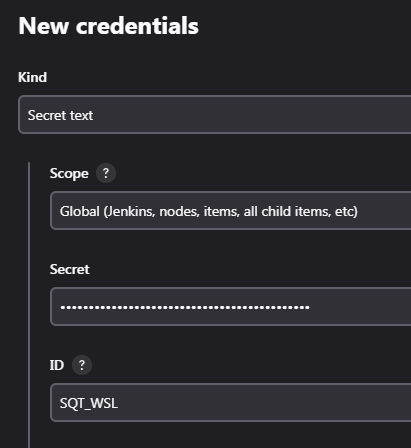 New credentials
Kind
Secret text
Scope ?
Global (Jenkins, nodes, items, all child items, etc)
Secret
••••••••••••••••••••••••••••••••••••••••••••
ID ?
SQT_WSL